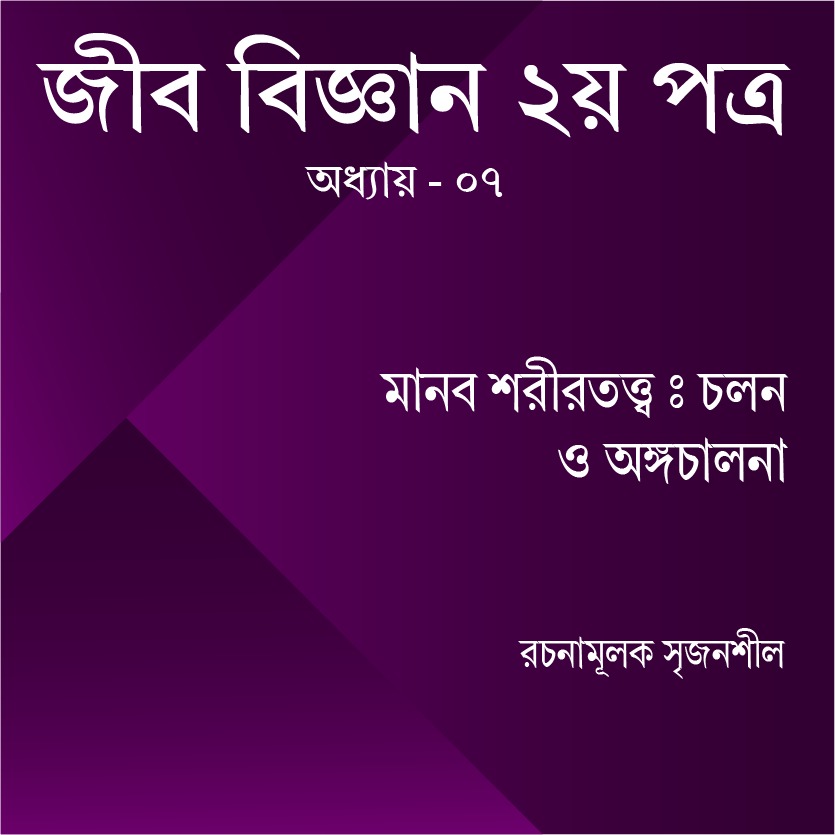 জীব বিজ্ঞান ২য় পত্র
অধ্যায় - ০৭
মানব শরীরতত্ত্ব ঃ চলন
ও অঙ্গচালনা
রচনামূলক সৃজনশীল